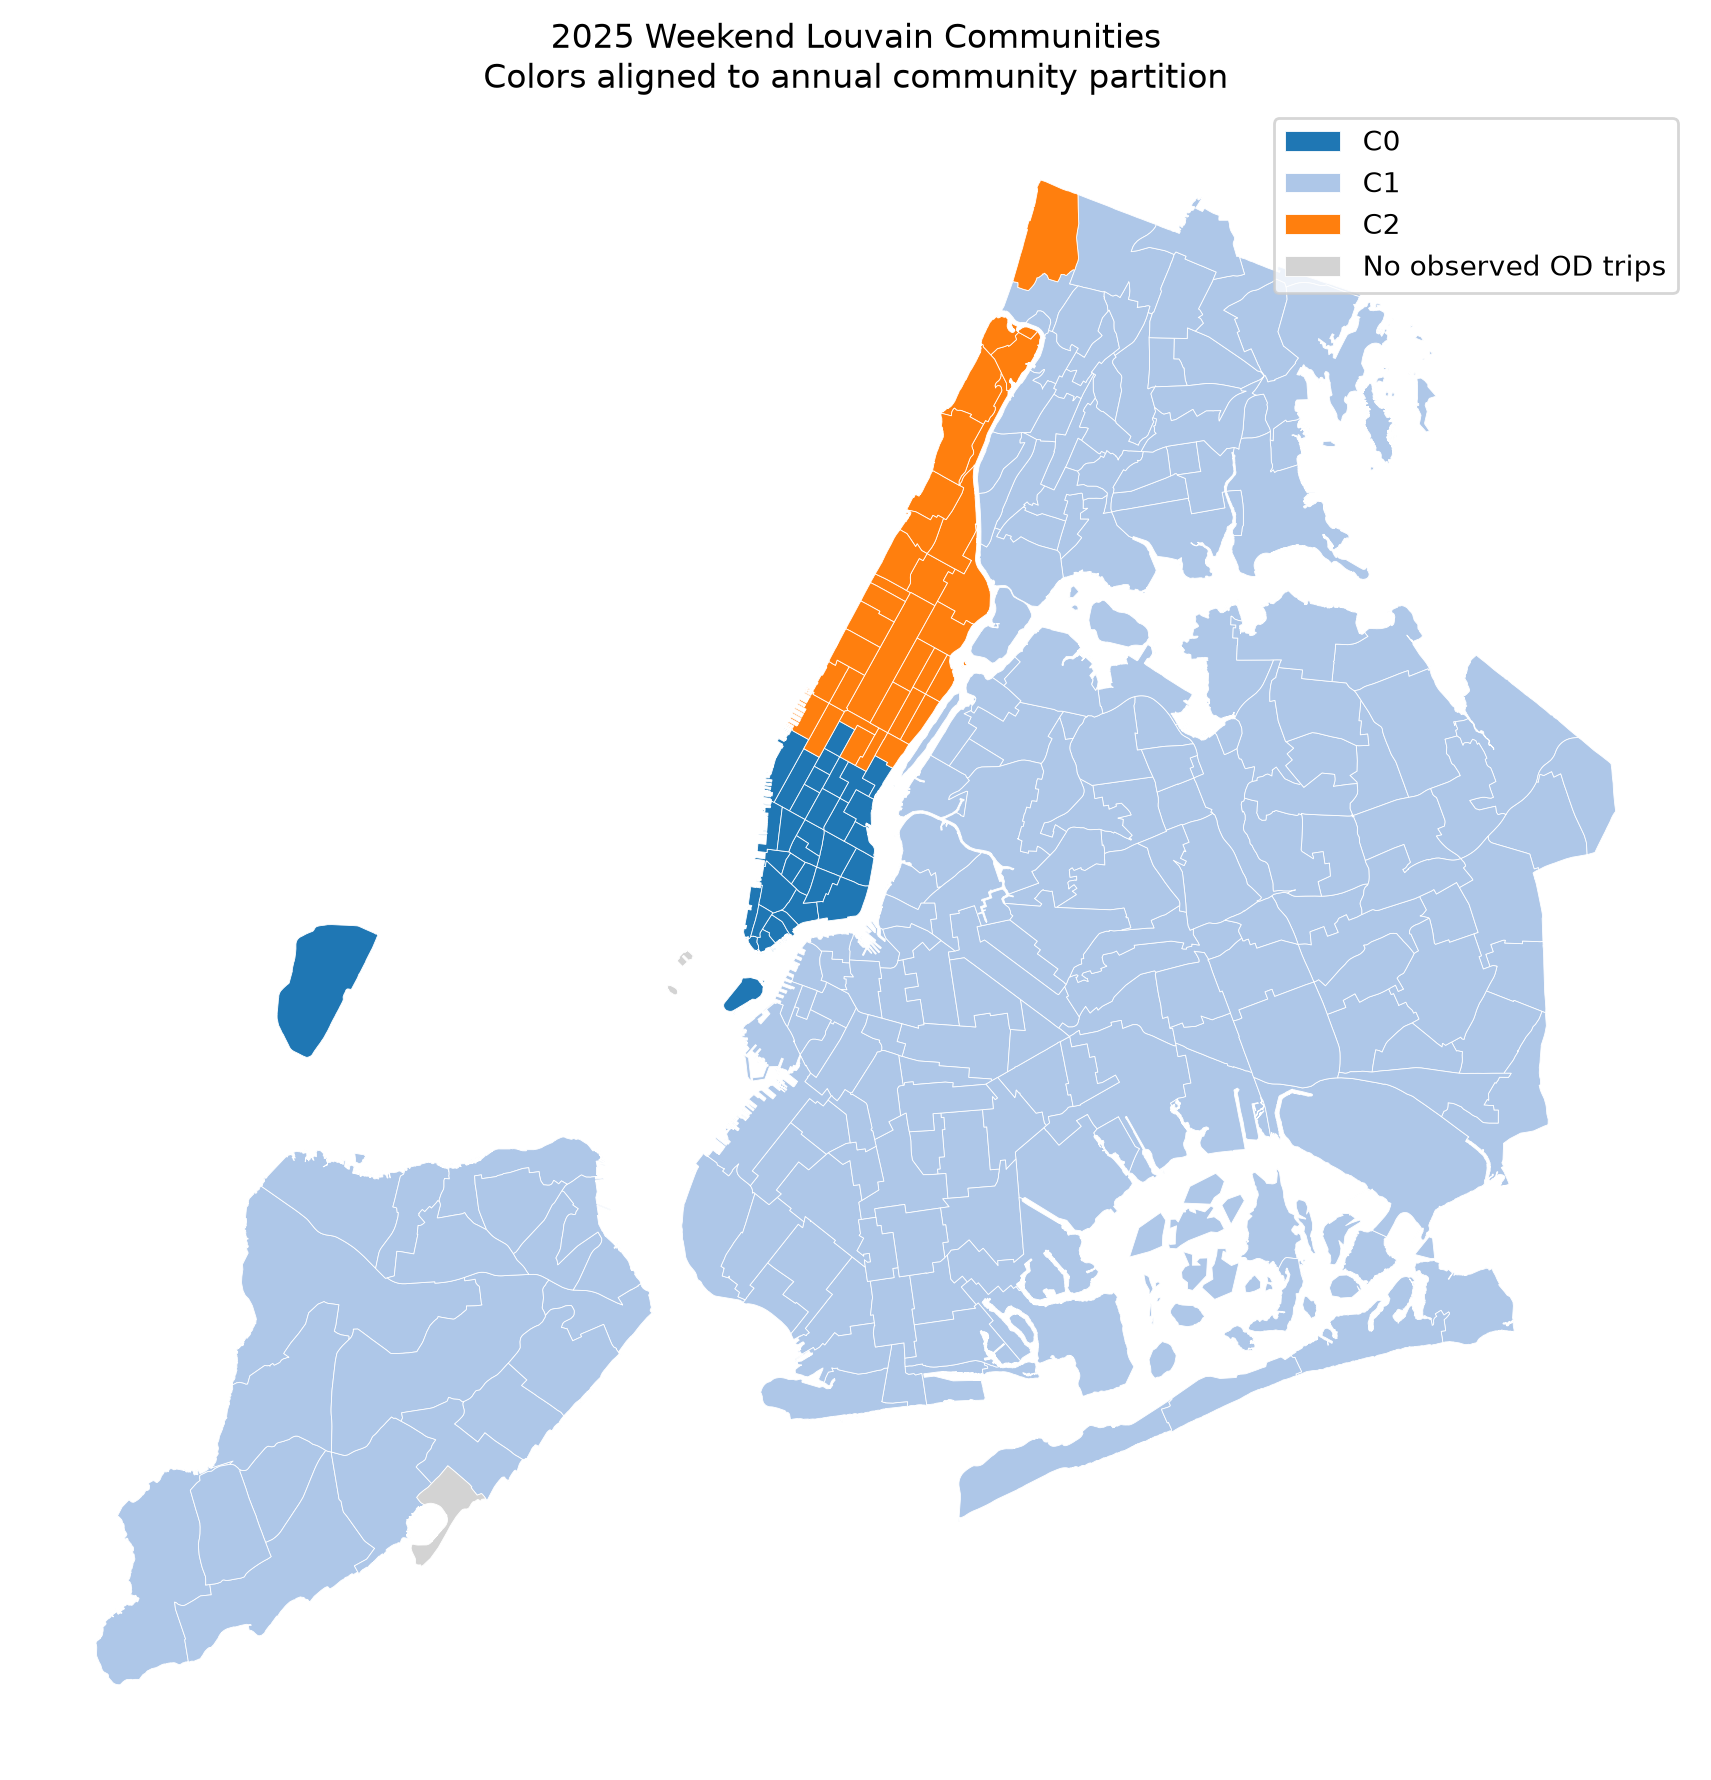 2025 Weekend Louvain Communities
Colors aligned to annual community partition
C0
C1
C2
No observed OD trips